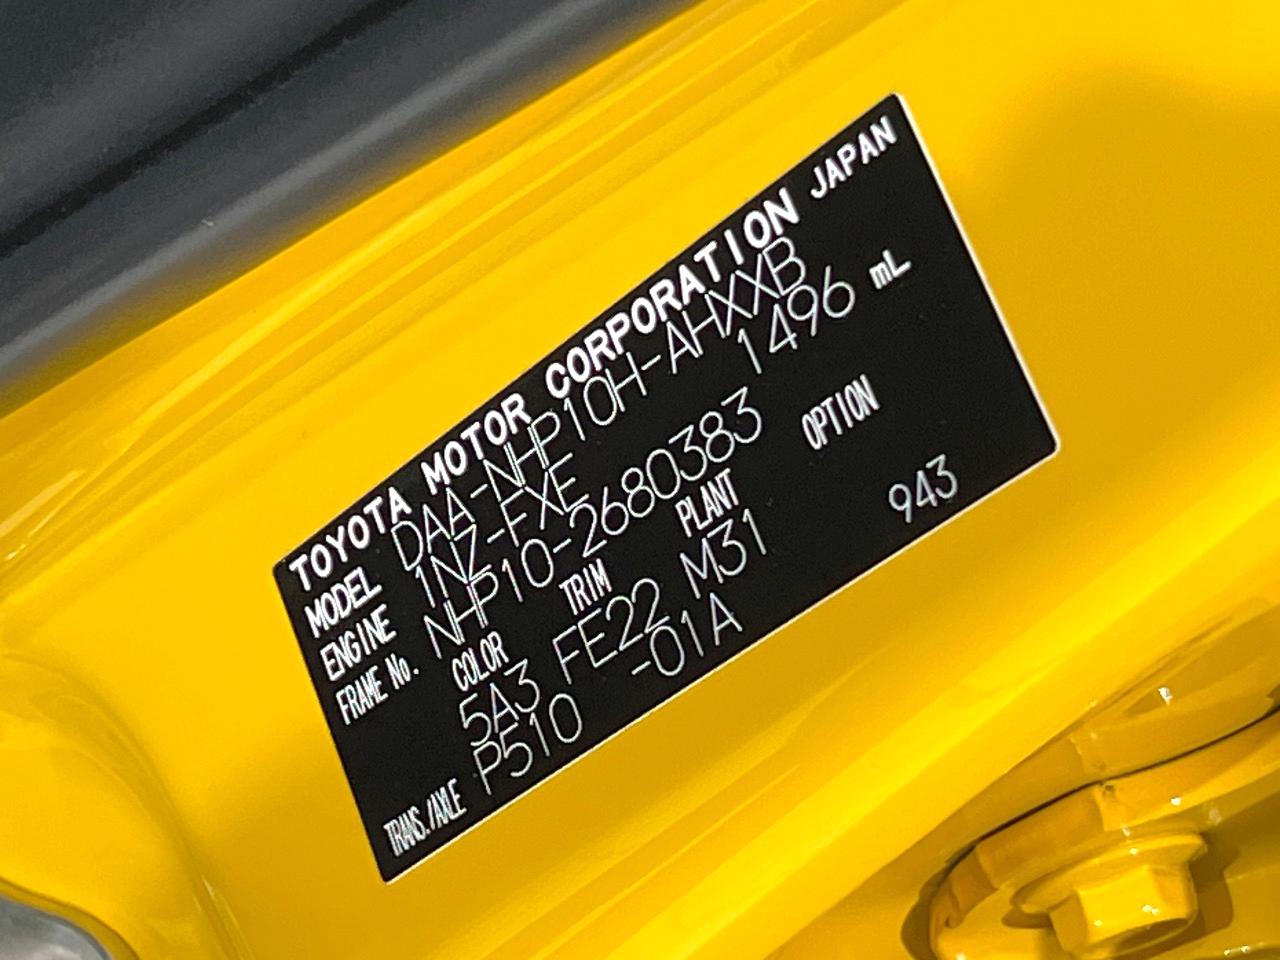 TOYOTA MOTOR CORPORATION JAPAN
MODEL DAA-NHP10H-AHXXB
ENGINE 1NZ-FXE 1496 mL
FRAME No. NHP10-2680383
COLOR TRIM PLANT OPTION
5A3 FE22 M31 943
TRANS./AXLE P510 -01A